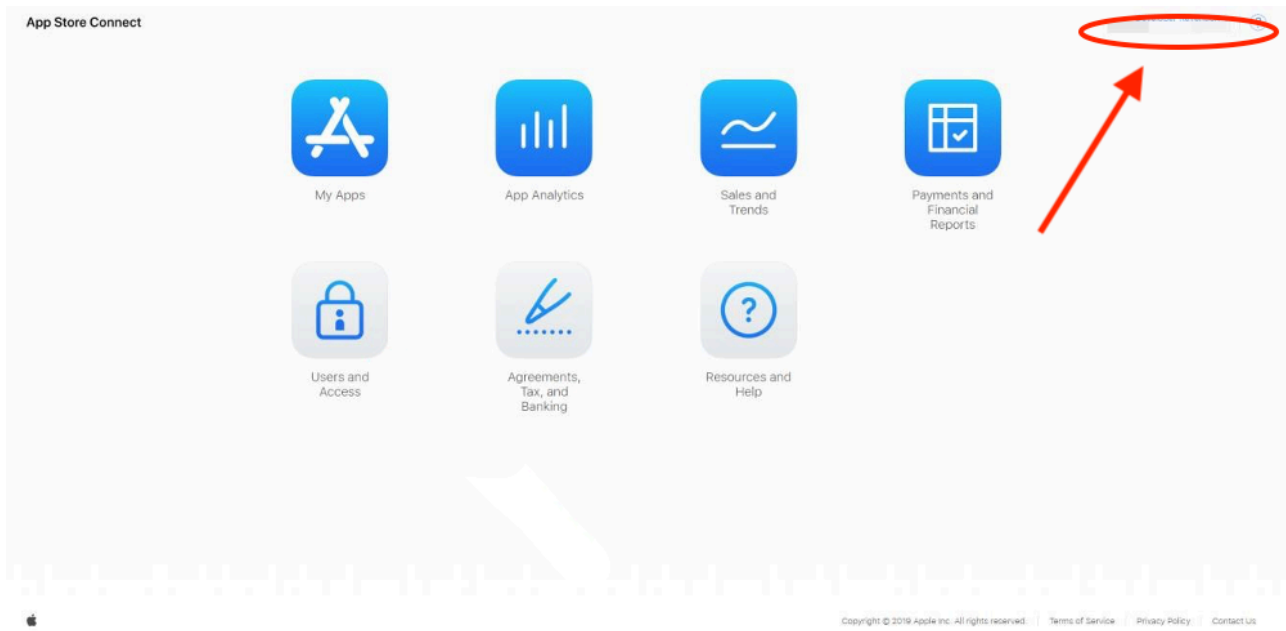 App Store Connect
My Apps
App Analytics
Sales and
Trends
Payments and
Financial
Reports
Users and
Access
Agreements,
Tax, and
Banking
Resources and
Help
Copyright © 2019 Apple Inc. All rights reserved. Terms of Service Privacy Policy Contact Us